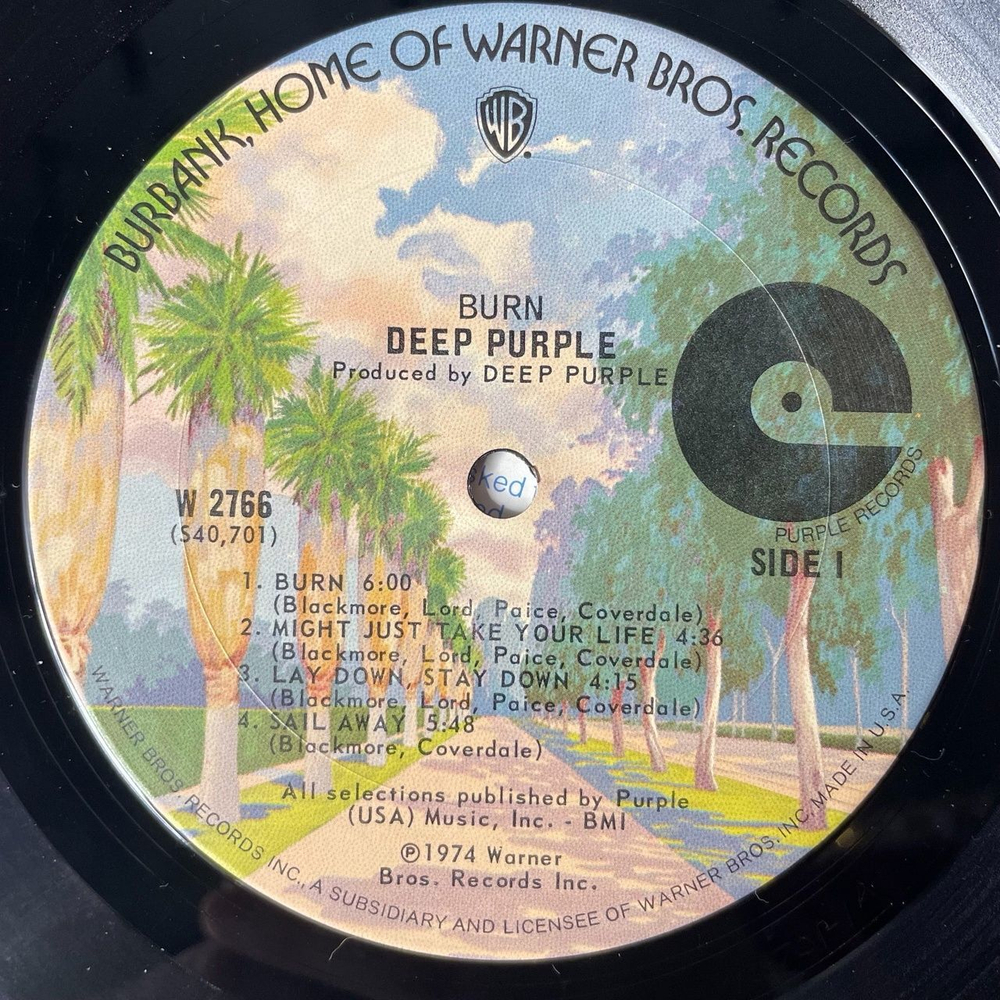 BURBANK, HOME OF WARNER BROS. RECORDS
WB
BURN
DEEP PURPLE
Produced by DEEP PURPLE
ked
W 2766
(S40,701)
PURPLE RECORDS
SIDE 1
1. BURN 6:00
(Blackmore, Lord, Paice, Coverdale)
2. MIGHT JUST TAKE YOUR LIFE 4:36
(Blackmore, Lord, Paice, Coverdale)
3. LAY DOWN, STAY DOWN 4:15
(Blackmore, Lord, Paice, Coverdale)
4. SAIL AWAY 5:48
(Blackmore, Coverdale)
All selections published by Purple
(USA) Music, Inc. - BMI
℗1974 Warner
Bros. Records Inc.
WARNER BROS. RECORDS INC., A SUBSIDIARY AND LICENSEE OF WARNER BROS. INC. MADE IN U.S.A.